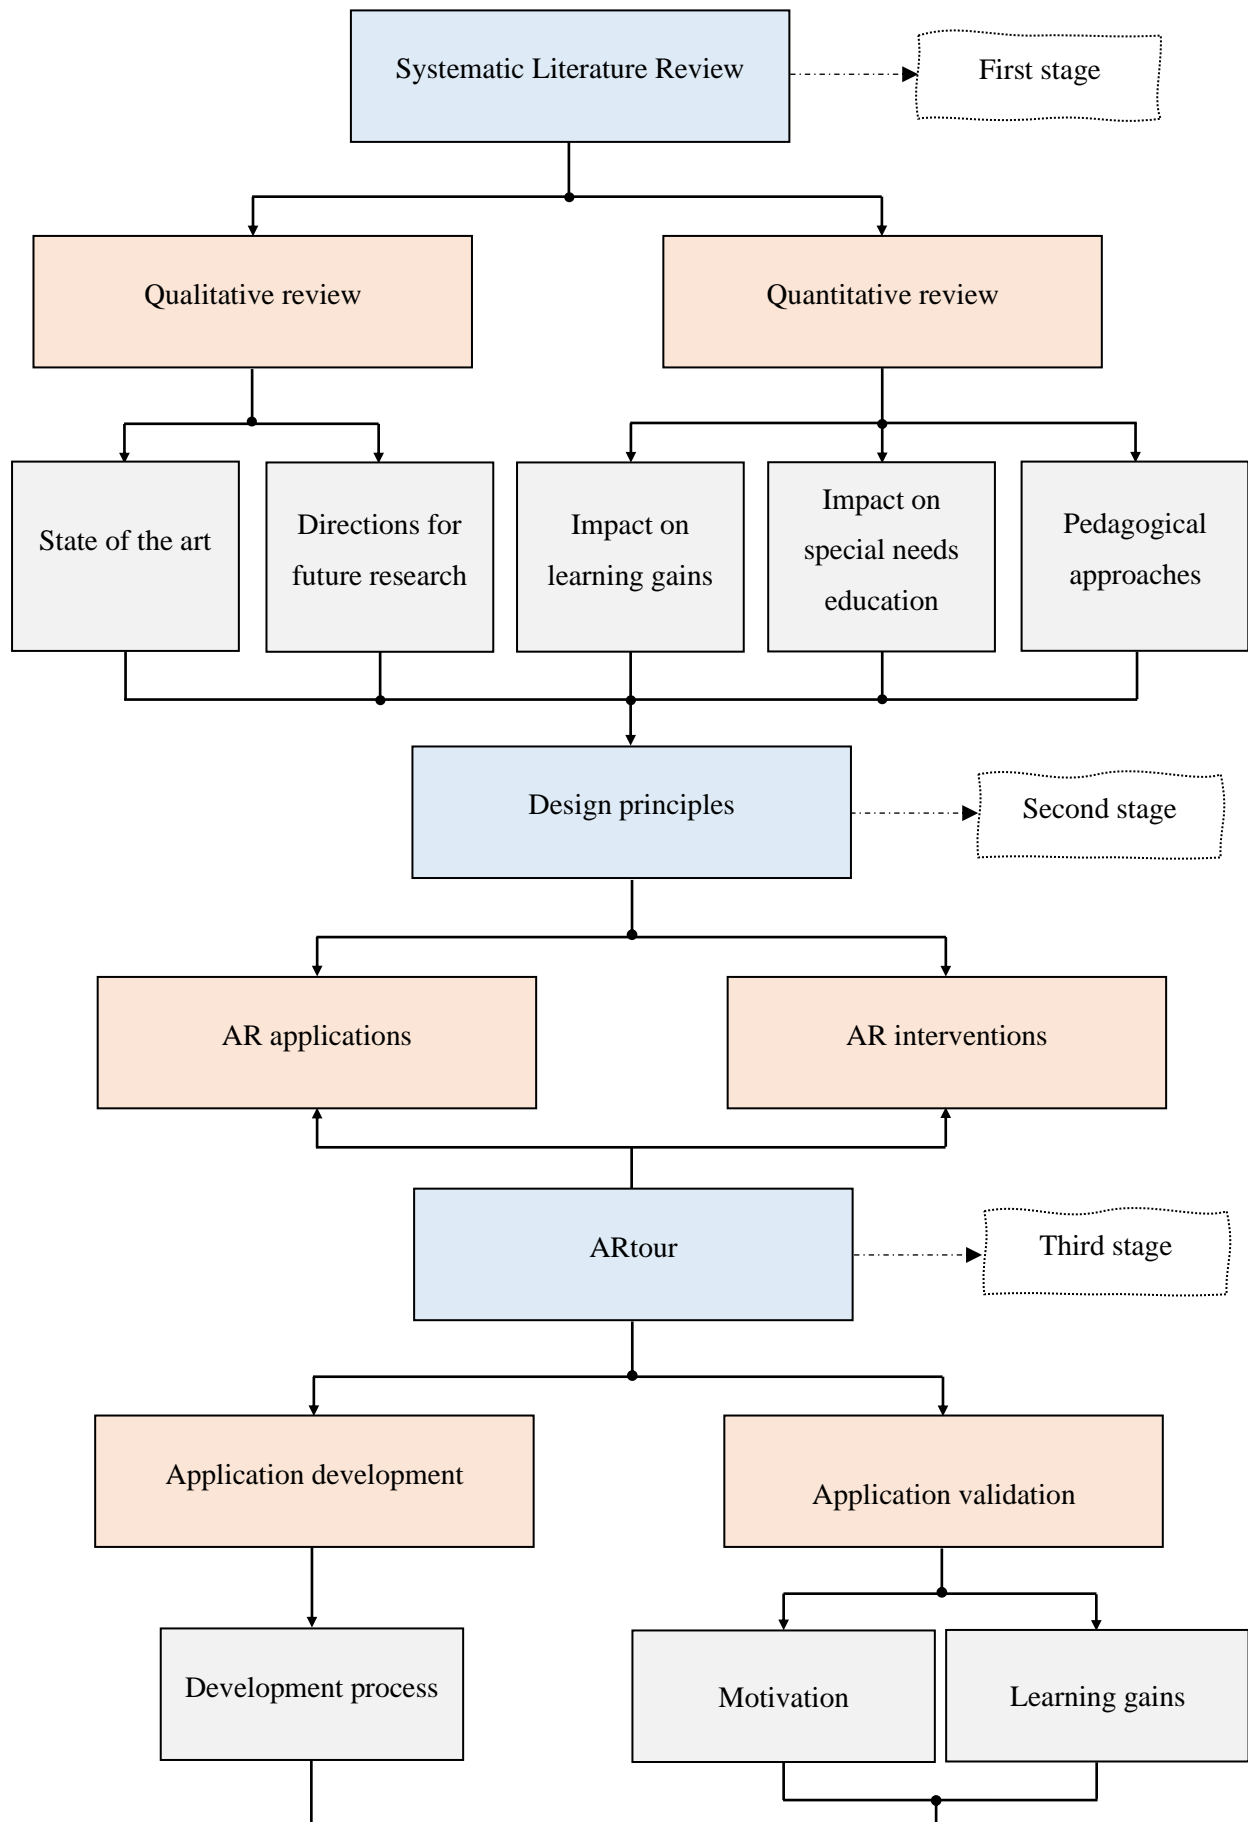 Systematic Literature Review
First stage
Qualitative review
Quantitative review
State of the art
Directions for
future research
Impact on
learning gains
Impact on
special needs
education
Pedagogical
approaches
Design principles
Second stage
AR applications
AR interventions
ARtour
Third stage
Application development
Application validation
Development process
Motivation
Learning gains